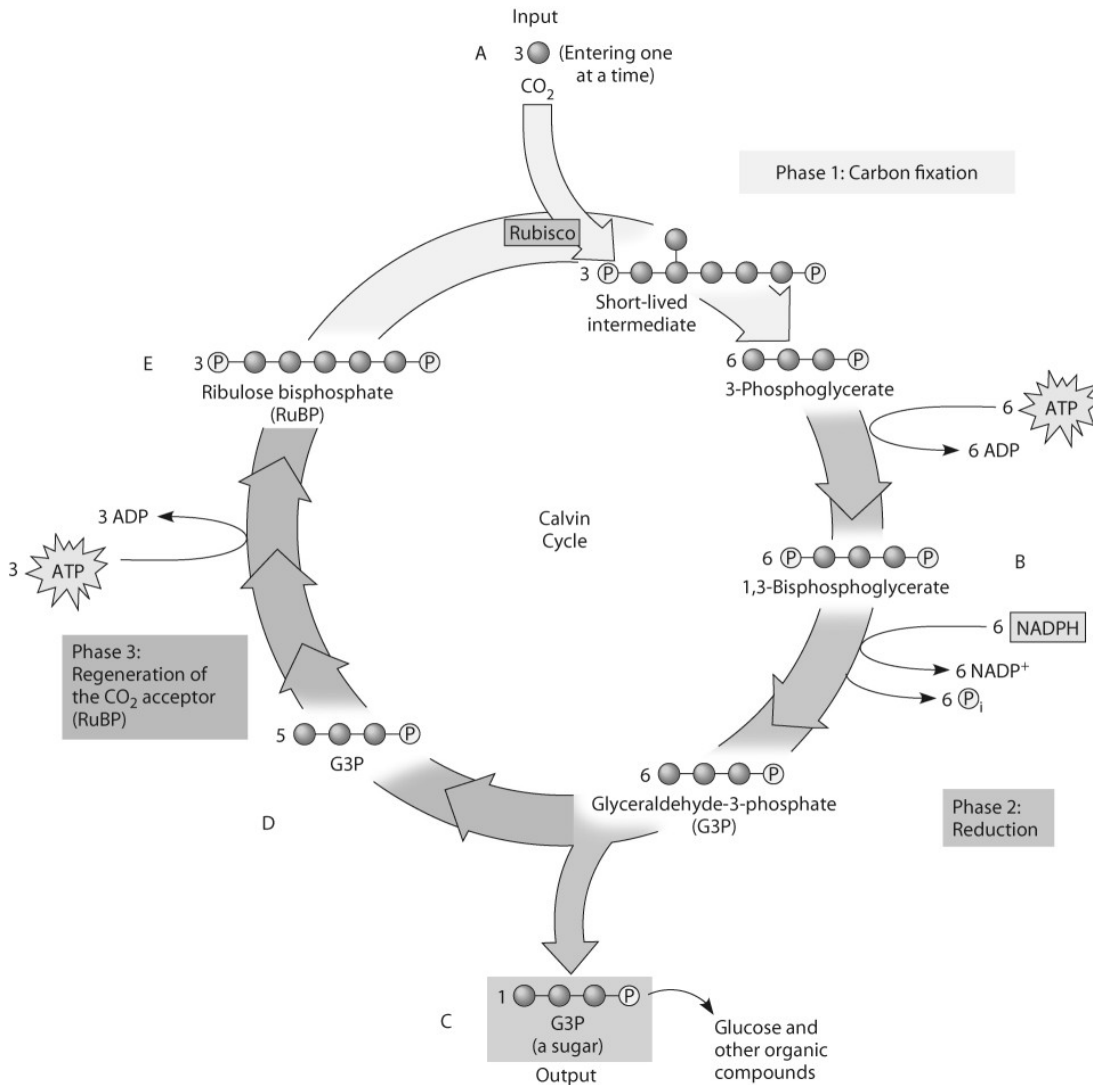 Input
A 3 (Entering one
at a time)
CO₂
Phase 1: Carbon fixation
Rubisco
3 P P
Short-lived
intermediate
6 P
3-Phosphoglycerate
6 ATP
6 ADP
E 3 P P
Ribulose bisphosphate
(RuBP)
Calvin
Cycle
3 ADP
3 ATP
6 P P
1,3-Bisphosphoglycerate
B
6 NADPH
6 NADP⁺
6 Pᵢ
Phase 3:
Regeneration of
the CO₂ acceptor
(RuBP)
5 P
G3P
D
6 P
Glyceraldehyde-3-phosphate
(G3P)
Phase 2:
Reduction
C
1 P
G3P
(a sugar)
Output
Glucose and
other organic
compounds